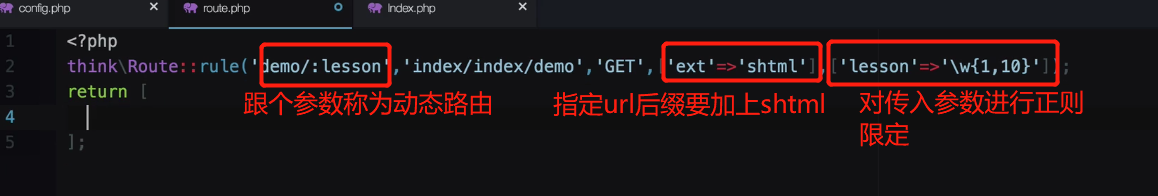 config.php
route.php
Index.php
1 <?php
2 think\Route::rule('demo/:lesson','index/index/demo','GET',['ext'=>'shtml'],['lesson'=>'\w{1,10}']);
3 return [
4
5 ];
跟个参数称为动态路由
指定url后缀要加上shtml
对传入参数进行正则
限定